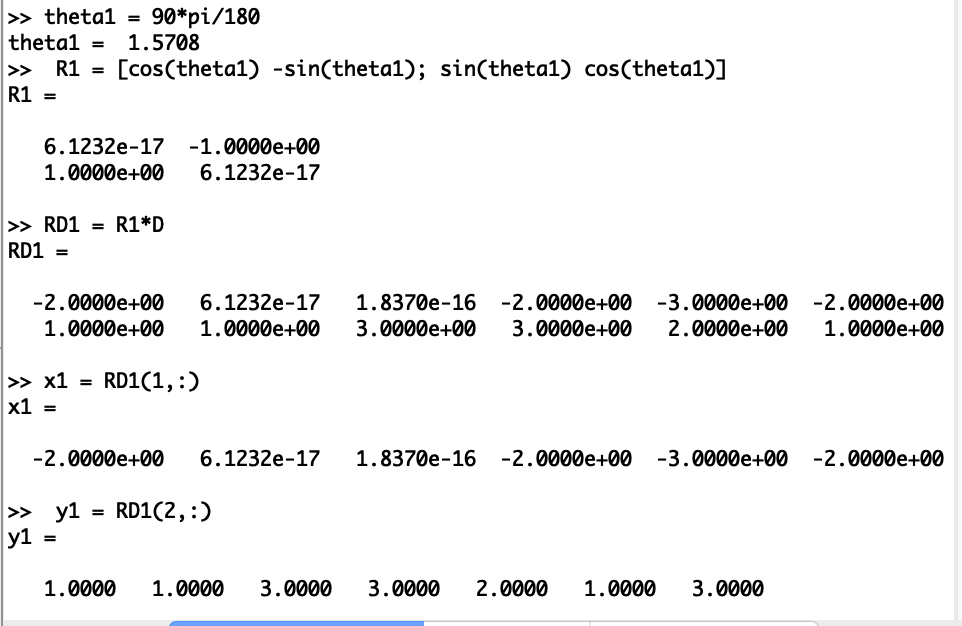 >> theta1 = 90*pi/180
theta1 =  1.5708
>>  R1 = [cos(theta1) -sin(theta1); sin(theta1) cos(theta1)]
R1 =
6.1232e-17  -1.0000e+00
1.0000e+00   6.1232e-17
>> RD1 = R1*D
RD1 =
-2.0000e+00   6.1232e-17   1.8370e-16  -2.0000e+00  -3.0000e+00  -2.0000e+00
1.0000e+00   1.0000e+00   3.0000e+00   3.0000e+00   2.0000e+00   1.0000e+00
>> x1 = RD1(1,:)
x1 =
-2.0000e+00   6.1232e-17   1.8370e-16  -2.0000e+00  -3.0000e+00  -2.0000e+00
>>  y1 = RD1(2,:)
y1 =
1.0000   1.0000   3.0000   3.0000   2.0000   1.0000   3.0000